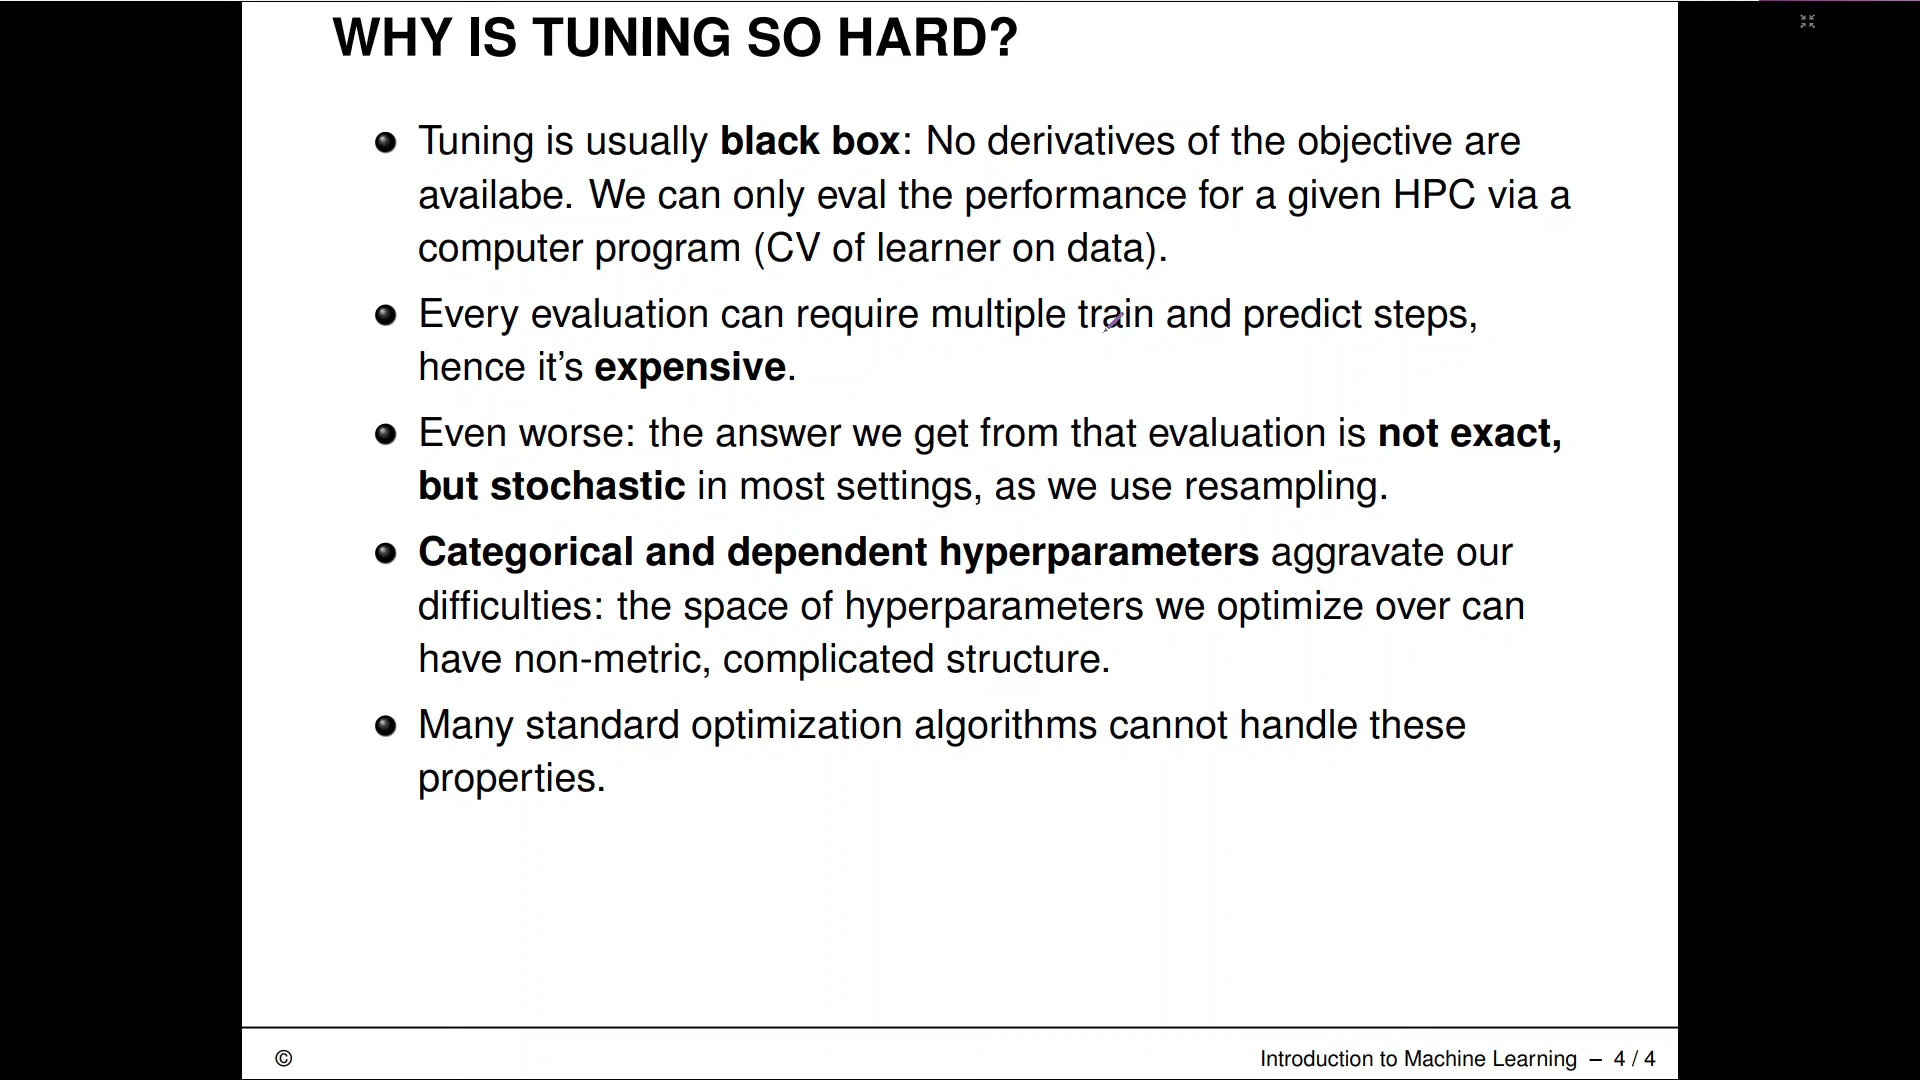 WHY IS TUNING SO HARD?
Tuning is usually black box: No derivatives of the objective are
availabe. We can only eval the performance for a given HPC via a
computer program (CV of learner on data).
Every evaluation can require multiple train and predict steps,
hence it's expensive.
Even worse: the answer we get from that evaluation is not exact,
but stochastic in most settings, as we use resampling.
Categorical and dependent hyperparameters aggravate our
difficulties: the space of hyperparameters we optimize over can
have non-metric, complicated structure.
Many standard optimization algorithms cannot handle these
properties.
© Introduction to Machine Learning – 4 / 4